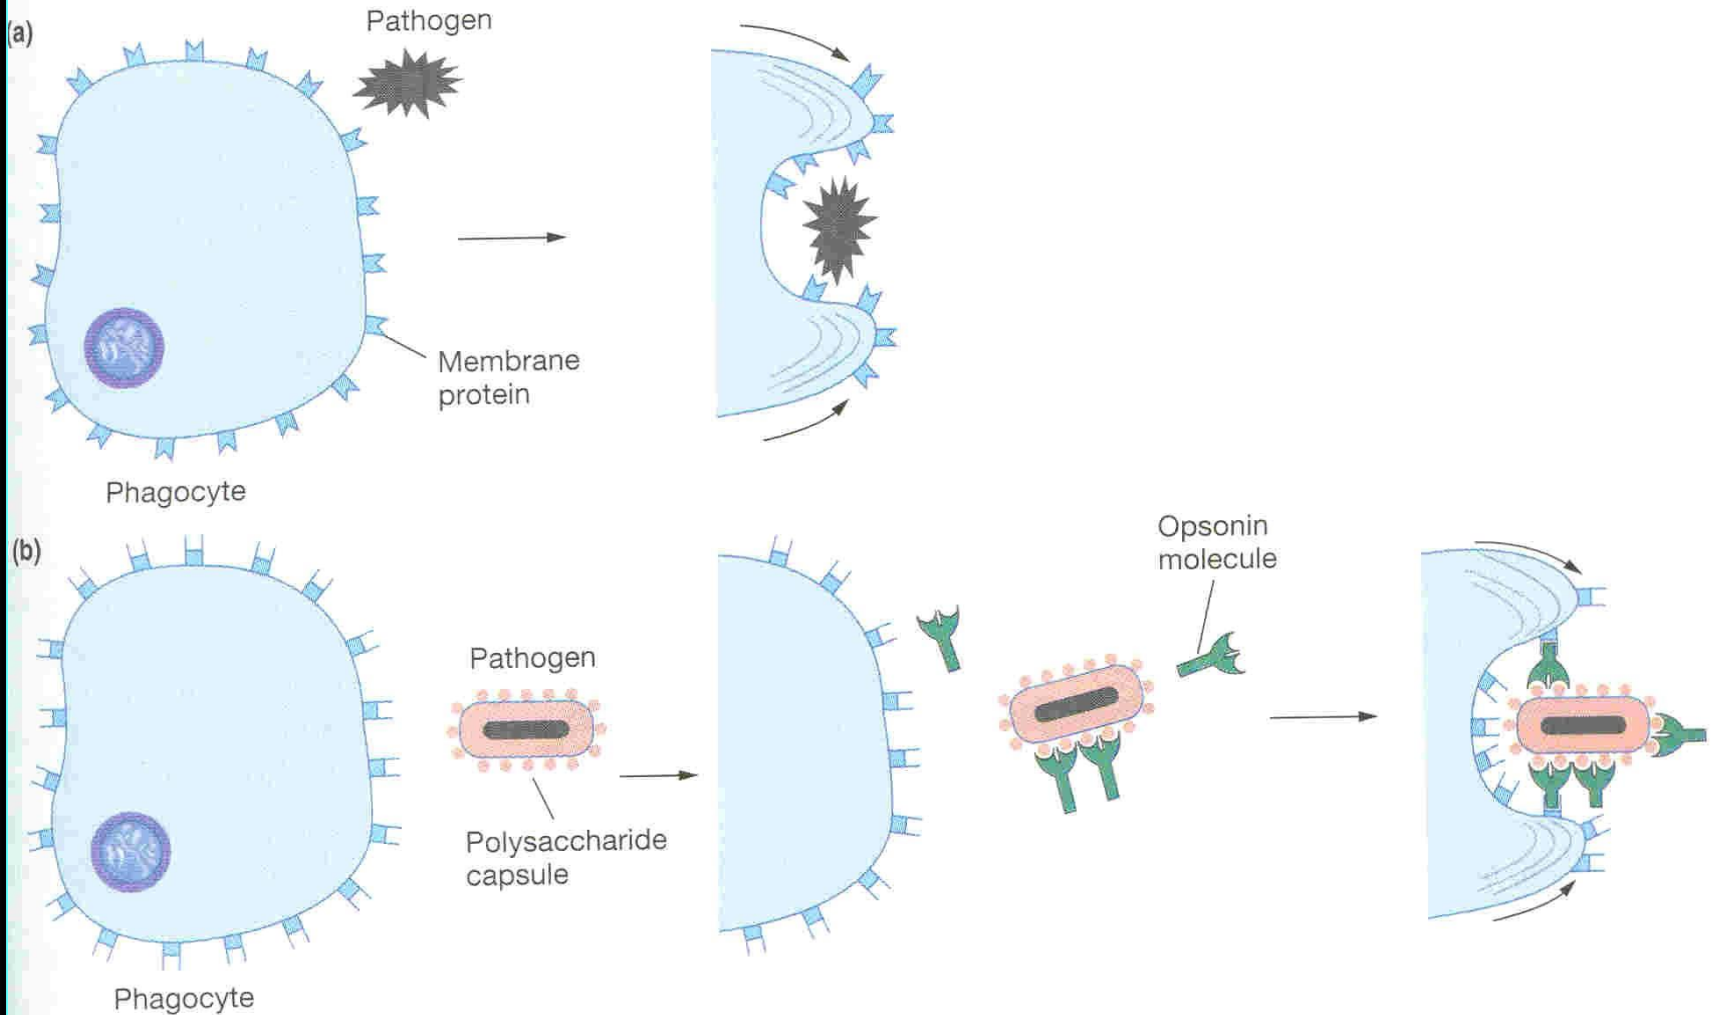 (a)
Pathogen
Membrane
protein
Phagocyte
(b)
Opsonin
molecule
Pathogen
Polysaccharide
capsule
Phagocyte